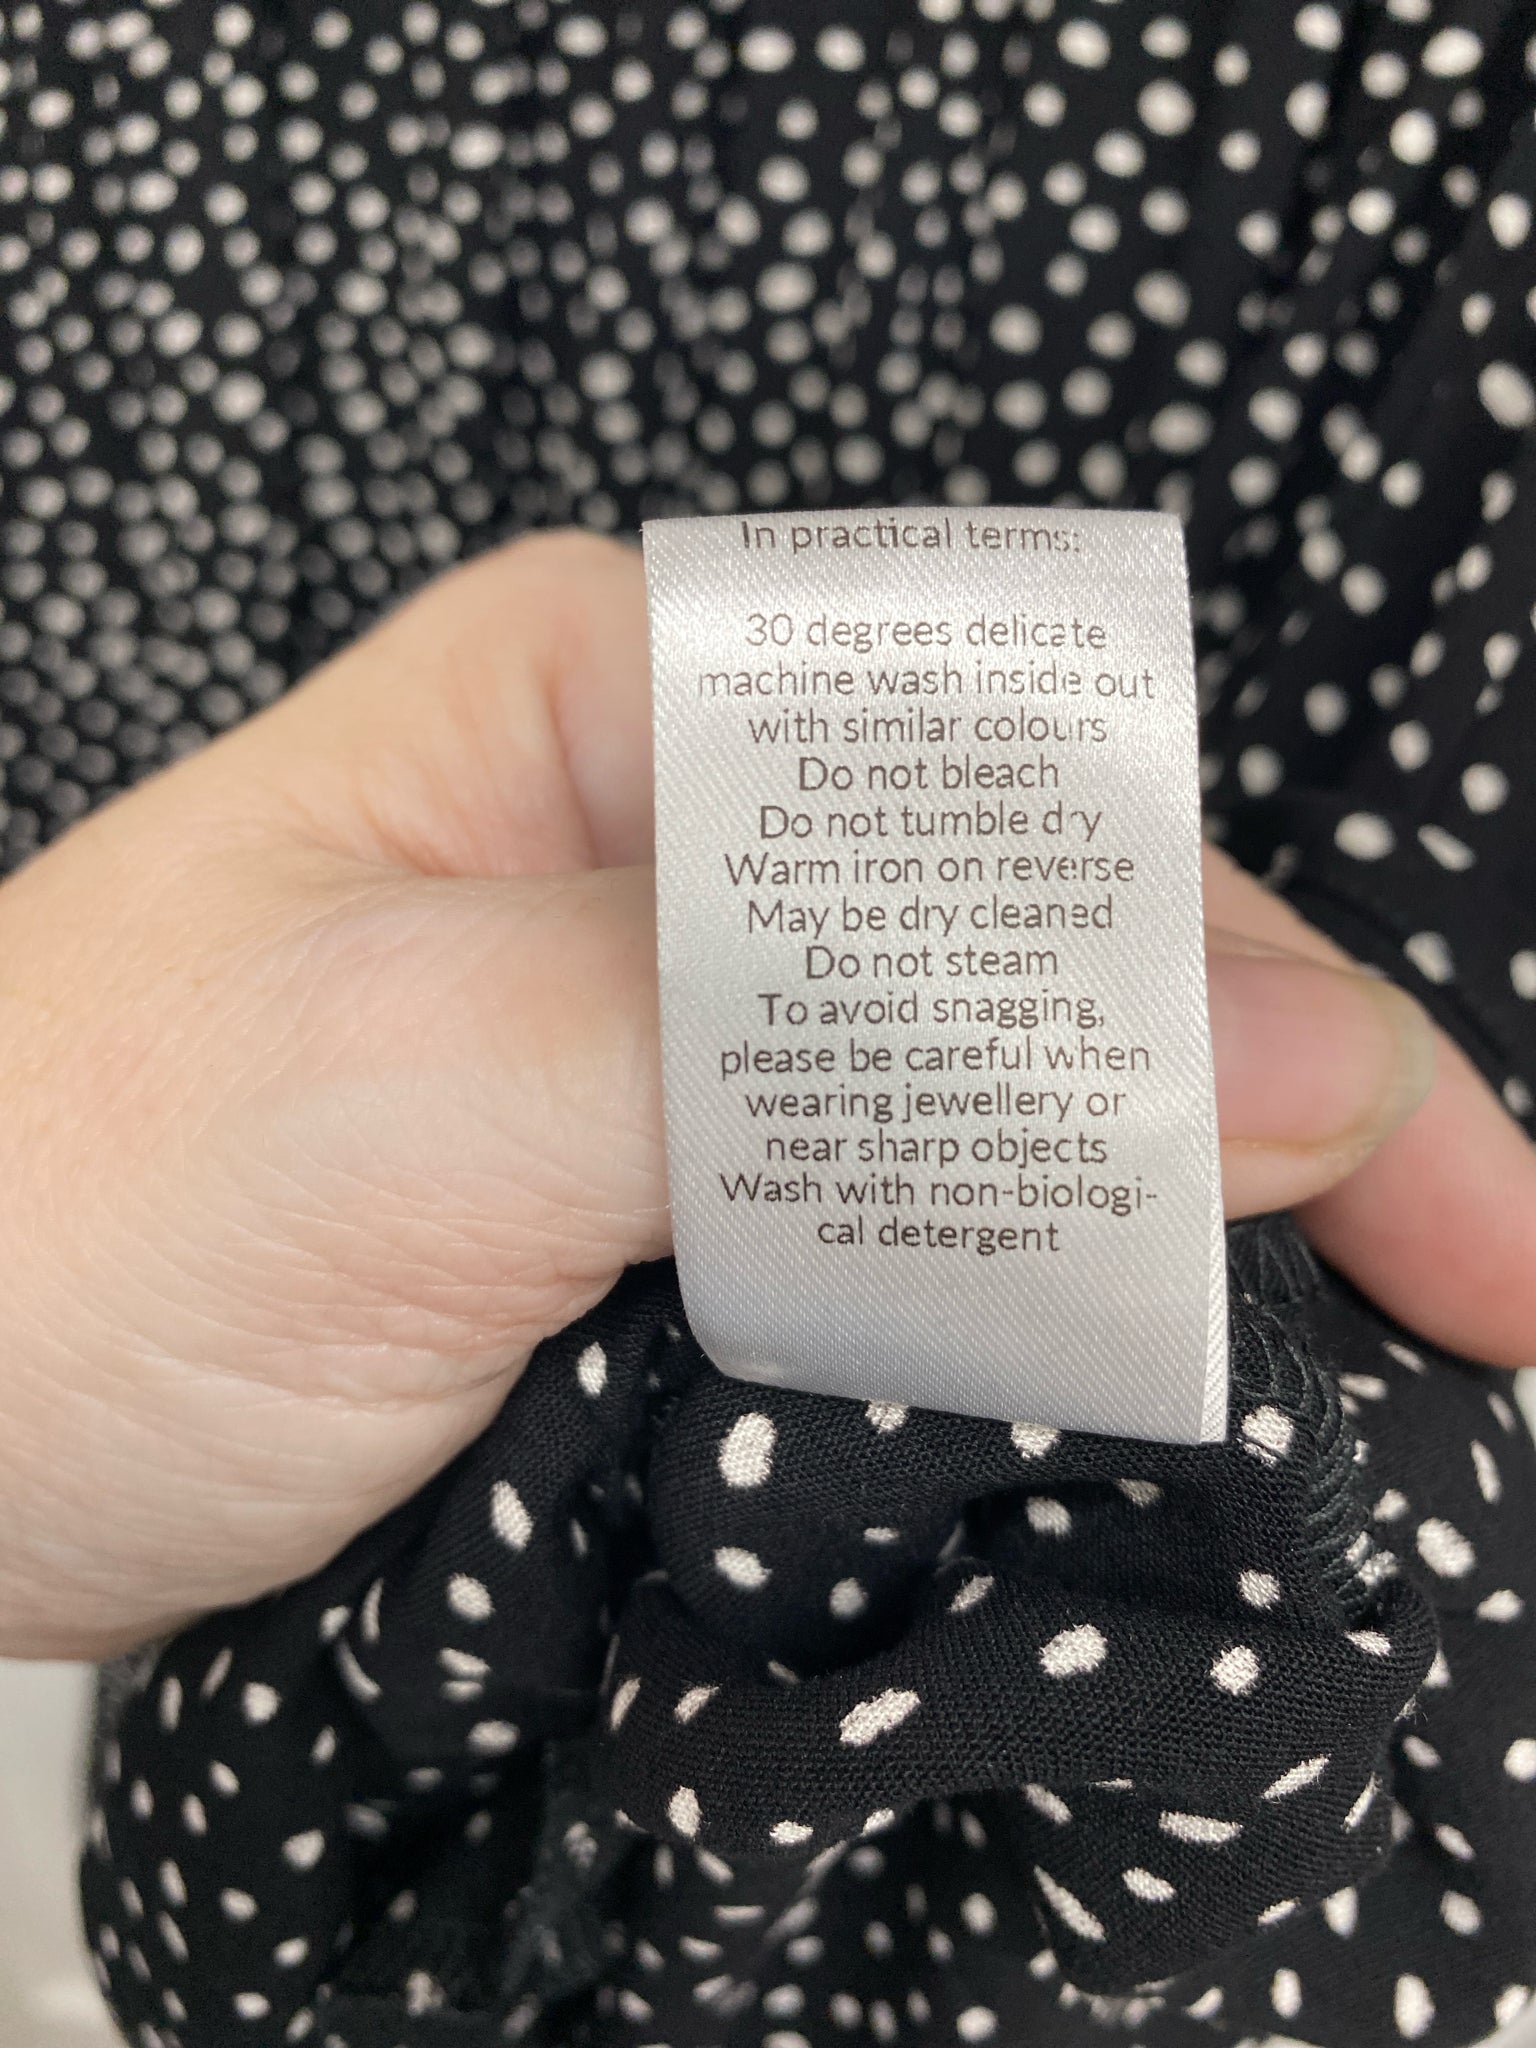 In practical terms:
30 degrees delicate
machine wash inside out
with similar colours
Do not bleach
Do not tumble dry
Warm iron on reverse
May be dry cleaned
Do not steam
To avoid snagging,
please be careful when
wearing jewellery or
near sharp objects
Wash with non-biologi-
cal detergent